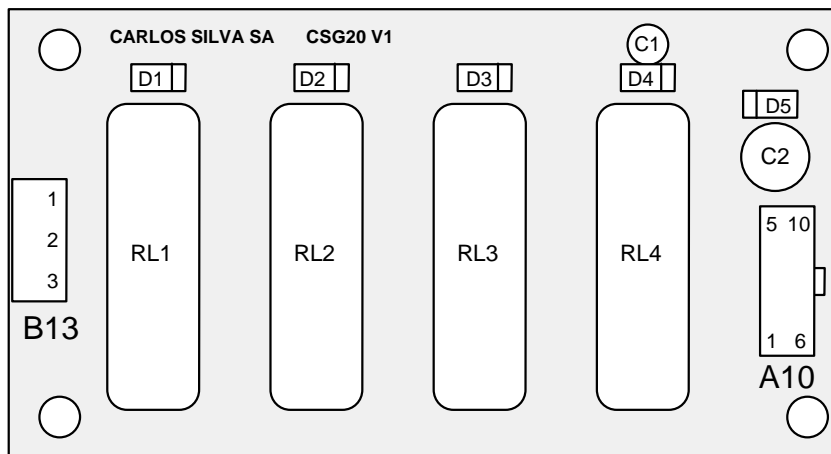 CARLOS SILVA SA CSG20 V1
C1
D1 D2 D3 D4
D5
C2
1
2
3
B13
RL1 RL2 RL3 RL4
5 10
1 6
A10